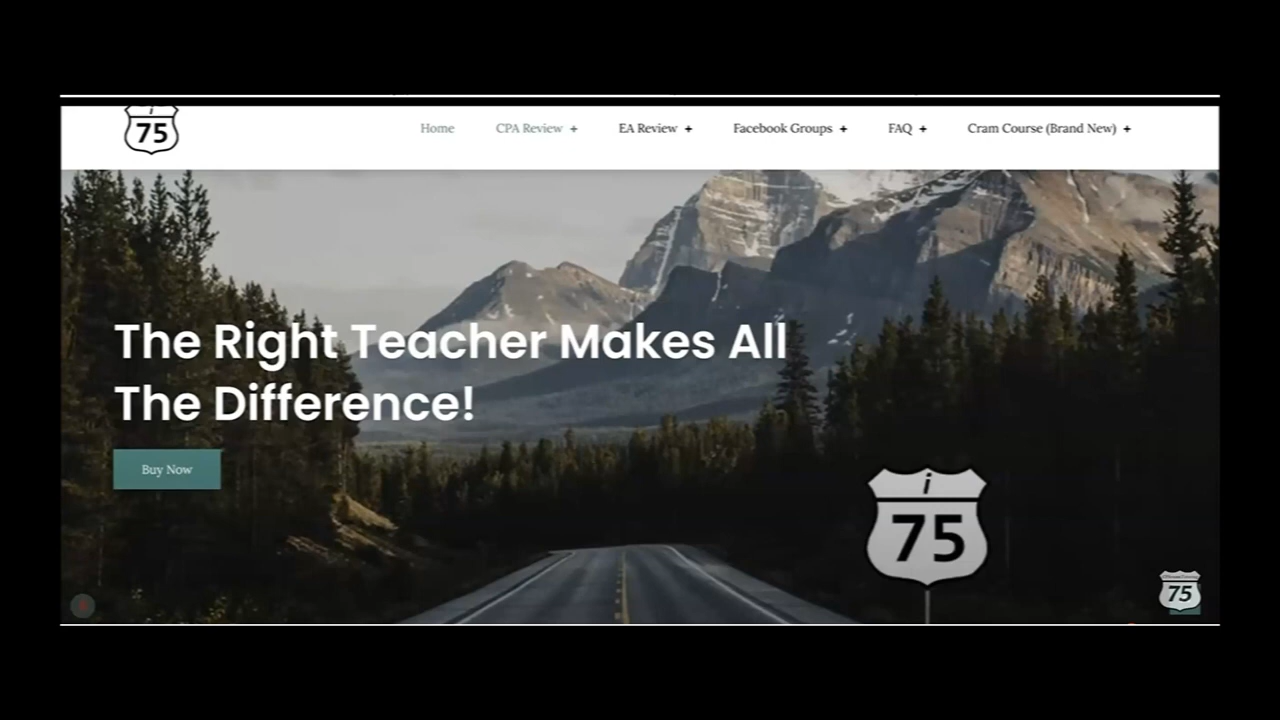 i
75
Home
CPA Review +
EA Review +
Facebook Groups +
FAQ +
Cram Course (Brand New) +
The Right Teacher Makes All
The Difference!
Buy Now
i
75
75